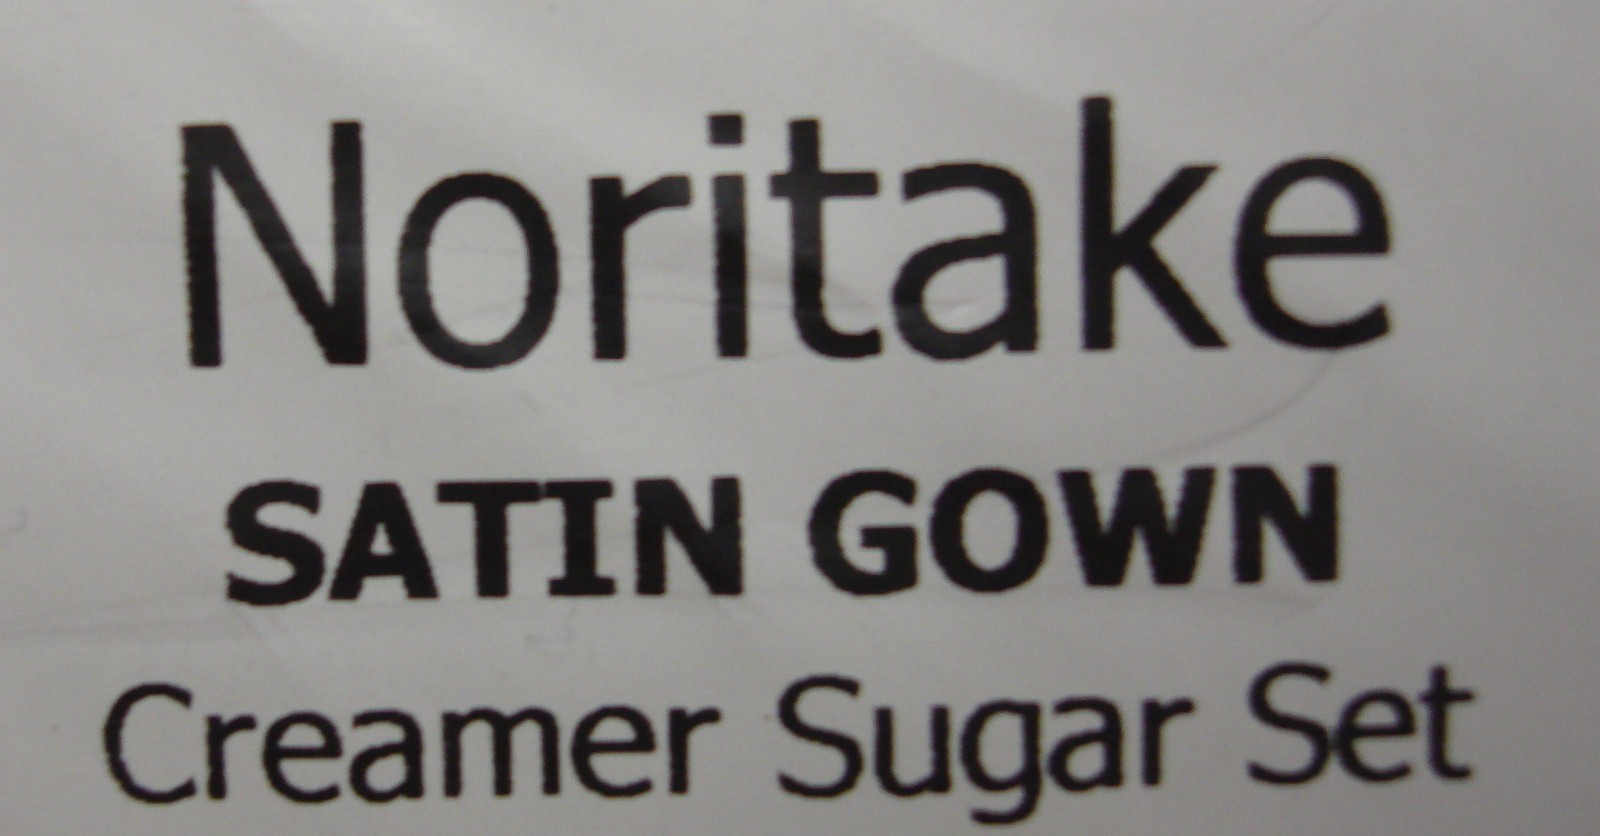 Noritake
SATIN GOWN
Creamer Sugar Set